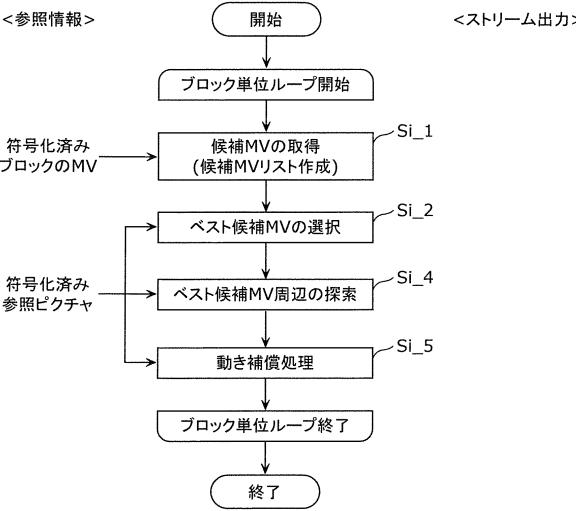 <参照情報>
開始
<ストリーム出力>
ブロック単位ループ開始
符号化済み
ブロックのMV
候補MVの取得
(候補MVリスト作成)
Si_1
ベスト候補MVの選択
Si_2
符号化済み
参照ピクチャ
ベスト候補MV周辺の探索
Si_4
動き補償処理
Si_5
ブロック単位ループ終了
終了